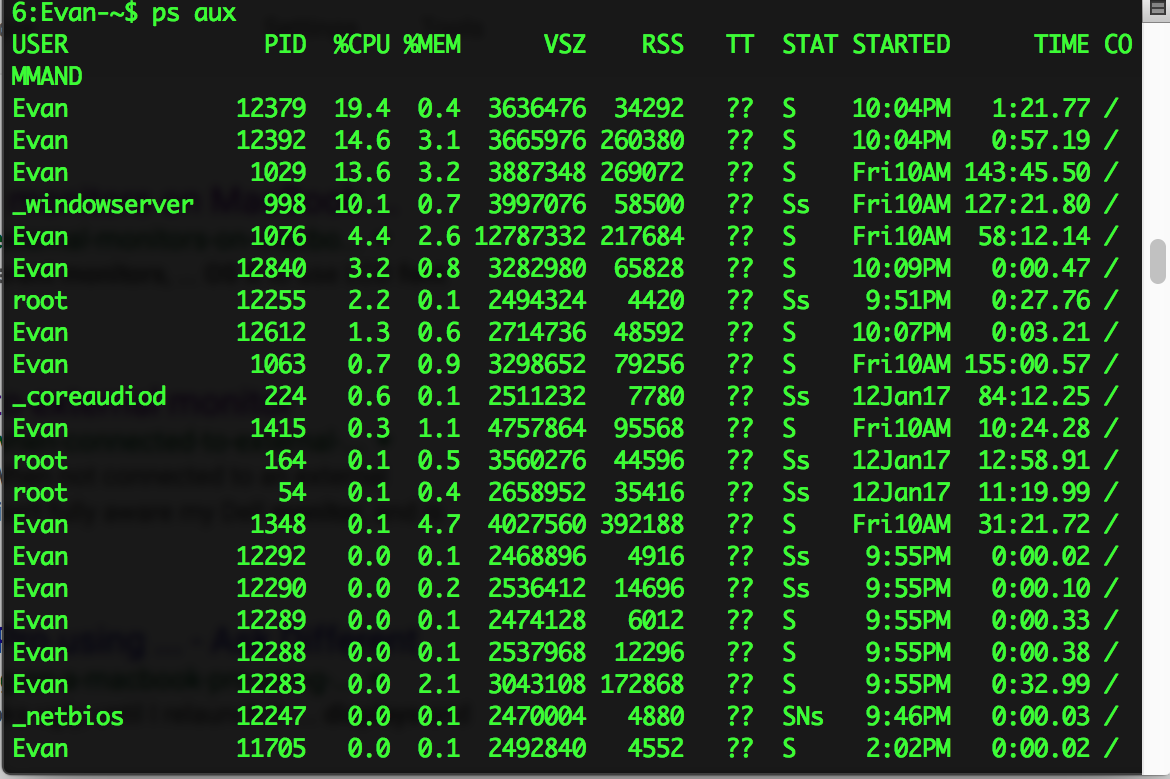 6:Evan-~$ ps aux
USER              PID  %CPU %MEM      VSZ    RSS   TT  STAT STARTED      TIME CO
MMAND
Evan            12379  19.4  0.4  3636476  34292   ??  S    10:04PM   1:21.77 /
Evan            12392  14.6  3.1  3665976 260380   ??  S    10:04PM   0:57.19 /
Evan             1029  13.6  3.2  3887348 269072   ??  S    Fri10AM 143:45.50 /
_windowserver     998  10.1  0.7  3997076  58500   ??  Ss   Fri10AM 127:21.80 /
Evan             1076   4.4  2.6 12787332 217684   ??  S    Fri10AM  58:12.14 /
Evan            12840   3.2  0.8  3282980  65828   ??  S    10:09PM   0:00.47 /
root            12255   2.2  0.1  2494324   4420   ??  Ss    9:51PM   0:27.76 /
Evan            12612   1.3  0.6  2714736  48592   ??  S    10:07PM   0:03.21 /
Evan             1063   0.7  0.9  3298652  79256   ??  S    Fri10AM 155:00.57 /
_coreaudiod       224   0.6  0.1  2511232   7780   ??  Ss   12Jan17  84:12.25 /
Evan             1415   0.3  1.1  4757864  95568   ??  S    Fri10AM  10:24.28 /
root              164   0.1  0.5  3560276  44596   ??  Ss   12Jan17  12:58.91 /
root               54   0.1  0.4  2658952  35416   ??  Ss   12Jan17  11:19.99 /
Evan             1348   0.1  4.7  4027560 392188   ??  S    Fri10AM  31:21.72 /
Evan            12292   0.0  0.1  2468896   4916   ??  Ss    9:55PM   0:00.02 /
Evan            12290   0.0  0.2  2536412  14696   ??  Ss    9:55PM   0:00.10 /
Evan            12289   0.0  0.1  2474128   6012   ??  S     9:55PM   0:00.33 /
Evan            12288   0.0  0.1  2537968  12296   ??  S     9:55PM   0:00.38 /
Evan            12283   0.0  2.1  3043108 172868   ??  S     9:55PM   0:32.99 /
_netbios        12247   0.0  0.1  2470004   4880   ??  SNs   9:46PM   0:00.03 /
Evan            11705   0.0  0.1  2492840   4552   ??  S     2:02PM   0:00.02 /